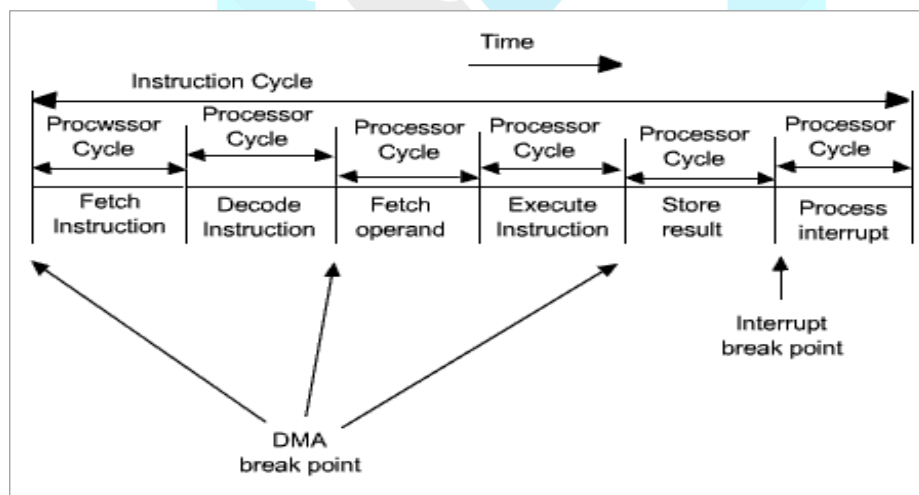 Time
Instruction Cycle
Procwssor
Cycle
Processor
Cycle
Processor
Cycle
Processor
Cycle
Processor
Cycle
Processor
Cycle
Fetch
Instruction
Decode
Instruction
Fetch
operand
Execute
Instruction
Store
result
Process
interrupt
Interrupt
break point
DMA
break point